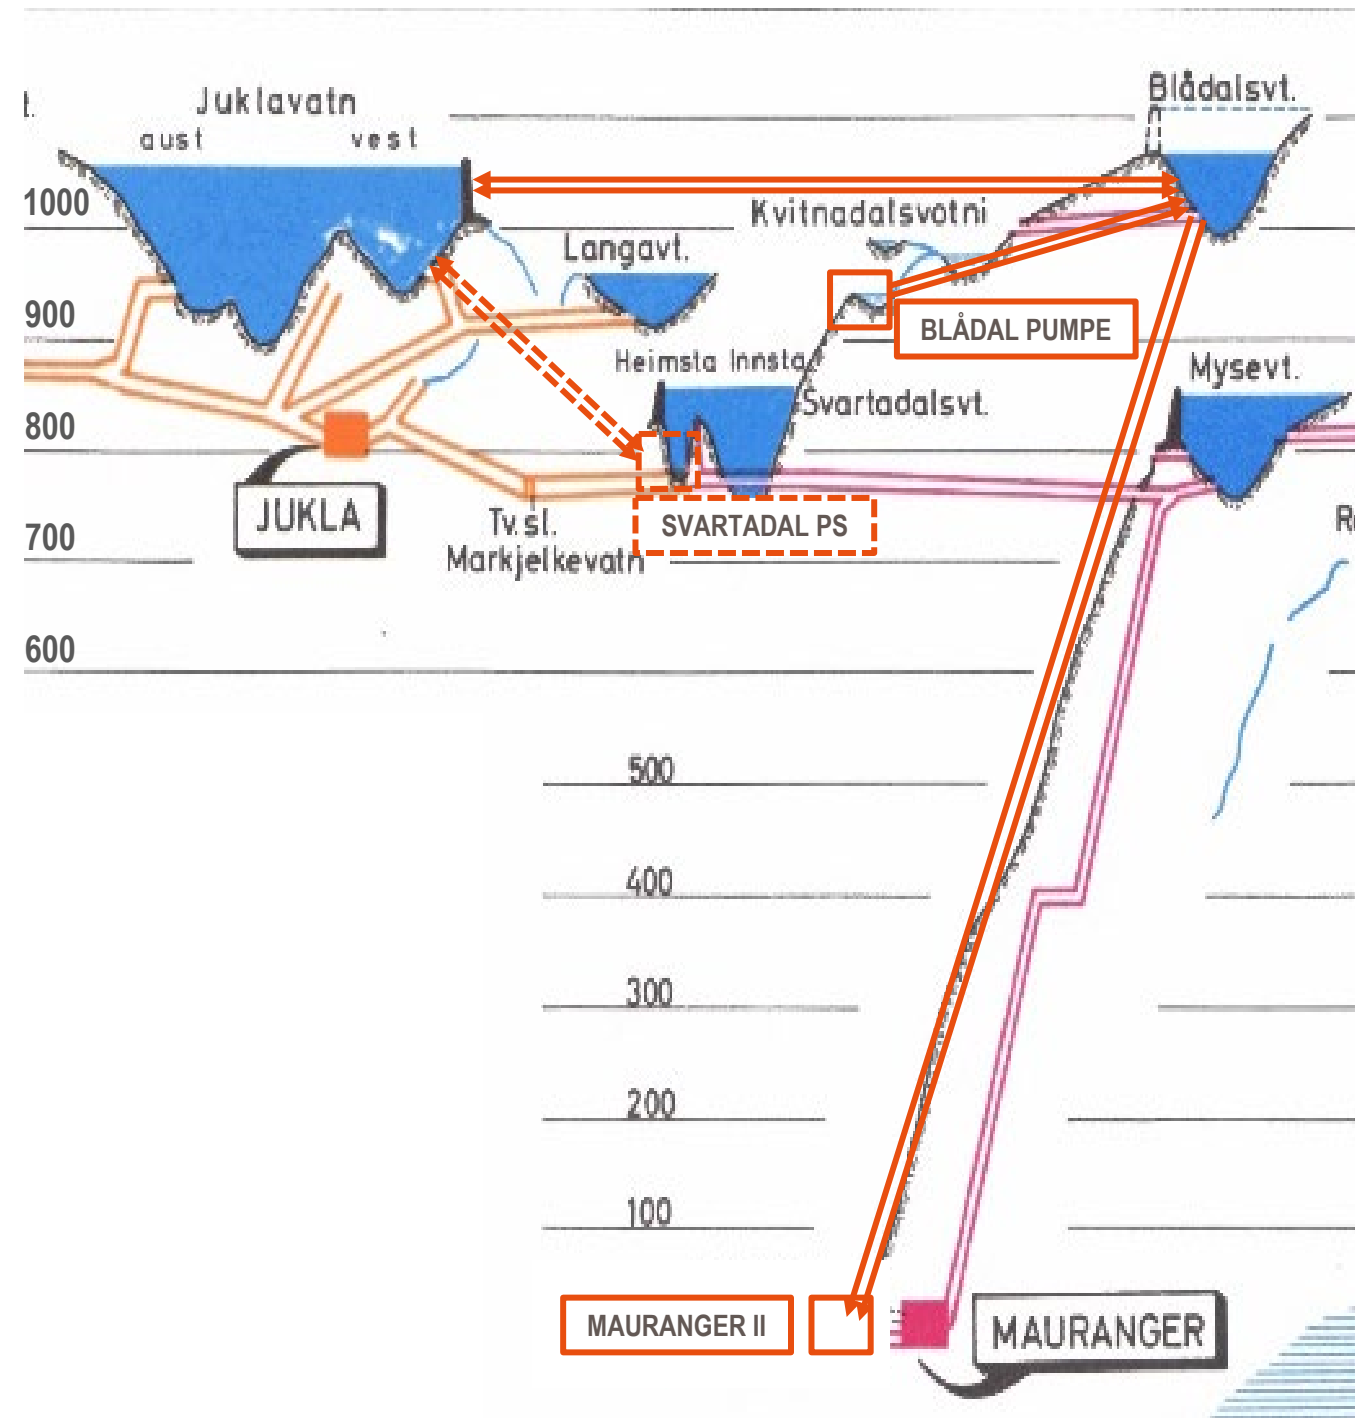 t.
Juklavatn
aust vest
Blådalsvt.
1000
Kvitnadalsvotni
Langavt.
900
BLÅDAL PUMPE
Heimsta Innsta
Mysevt.
Svartadalsvt.
800
JUKLA
Tv. sl.
Markjelkevatn
SVARTADAL PS
700
600
500
400
300
200
100
MAURANGER II
MAURANGER